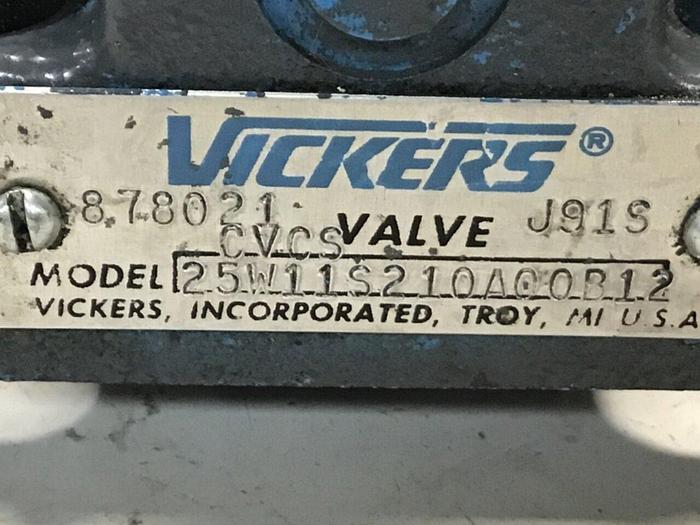 VICKERS®
878021 VALVE J91S
CVCS
MODEL 25W11S210A00B12
VICKERS, INCORPORATED, TROY, MI U.S.A